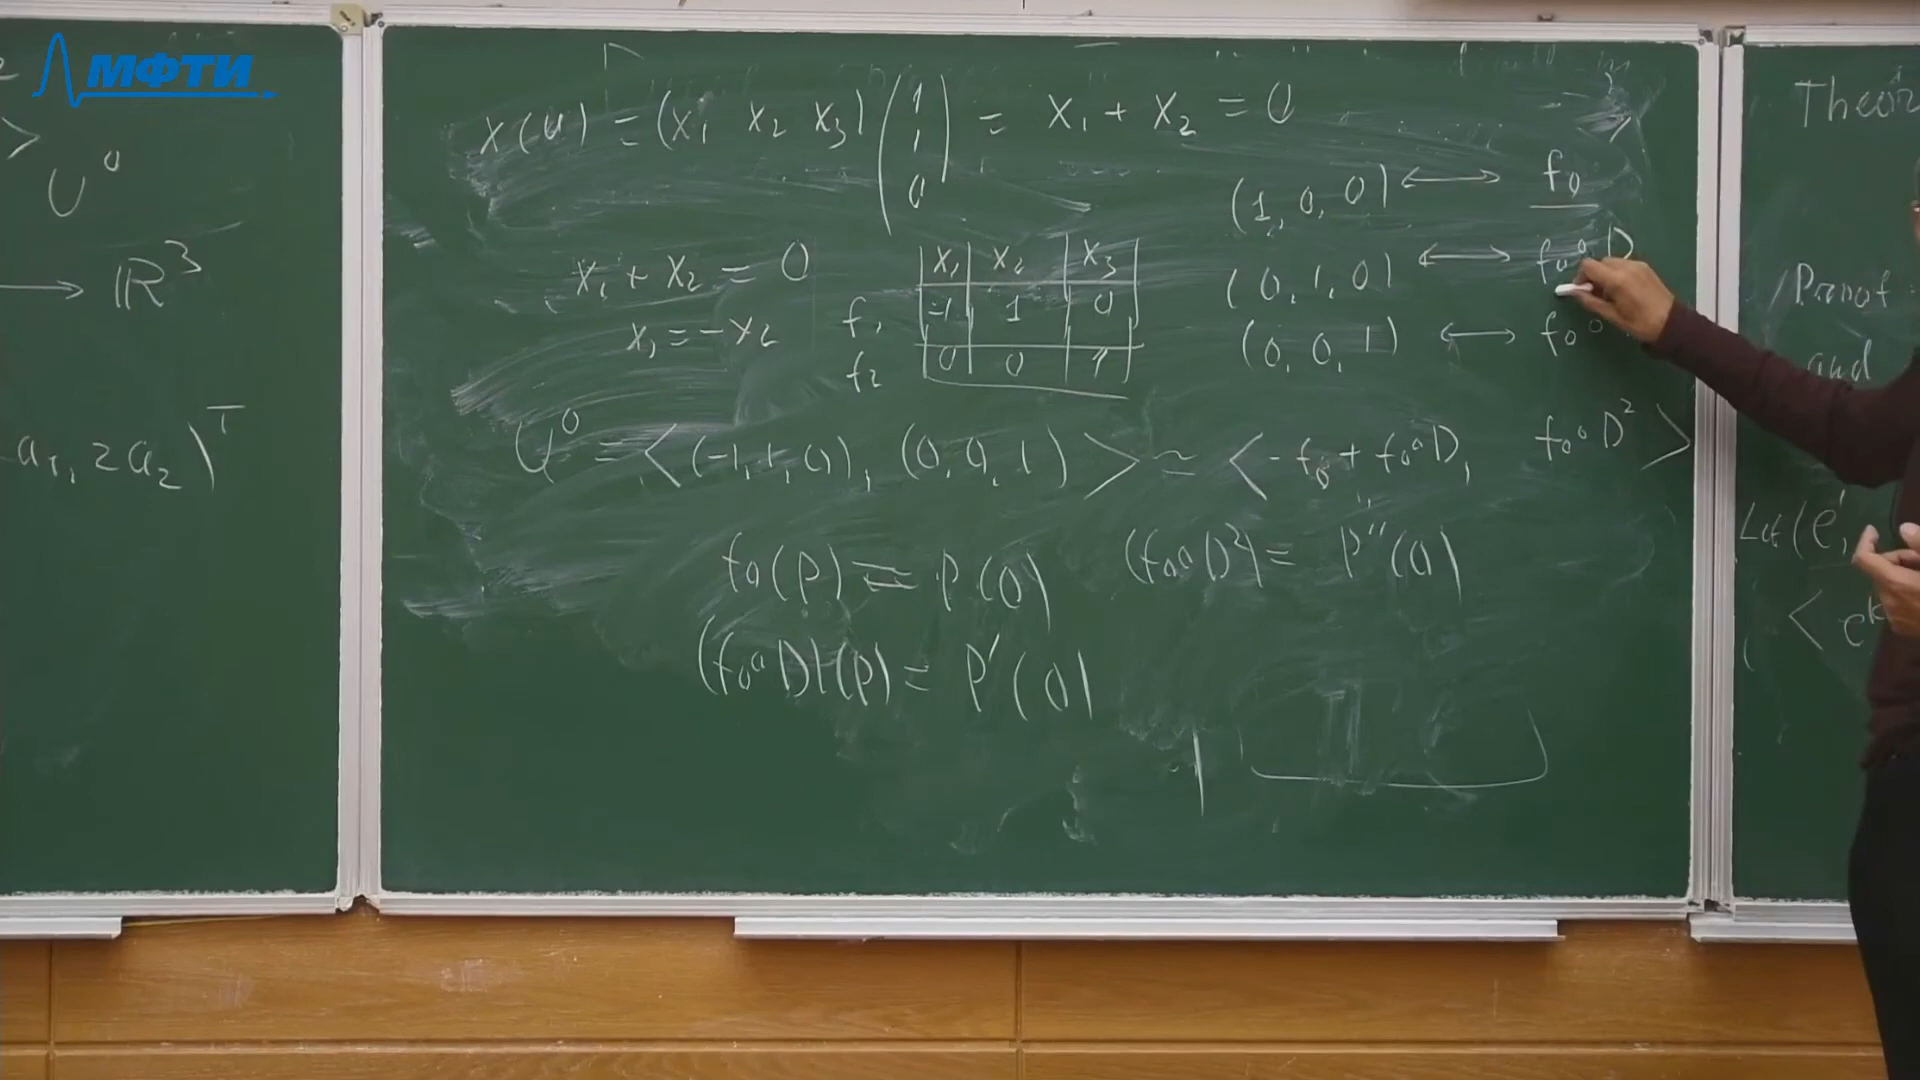 МФТИ
>
U⁰
→ ℝ³
a₁, 2a₂)ᵀ
x(u) = (x₁ x₂ x₃) (1 1 0) = x₁ + x₂ = 0
(1, 0, 0) ↔ f₀
x₁ + x₂ = 0
x₁ x₂ x₃
(0, 1, 0) ↔ f₀∘D
x₁ = -x₂
f₁ -1 1 0
f₂ 0 0 1
(0, 0, 1) ↔ f₀∘
U⁰ = <(-1, 1, 0), (0, 0, 1)> ≃ <-f₀ + f₀∘D, f₀∘D²>
f₀(p) = p(0)
(f₀∘D²) = p''(0)
(f₀∘D)(p) = p'(0)
Proof:
and
Let (e'₁